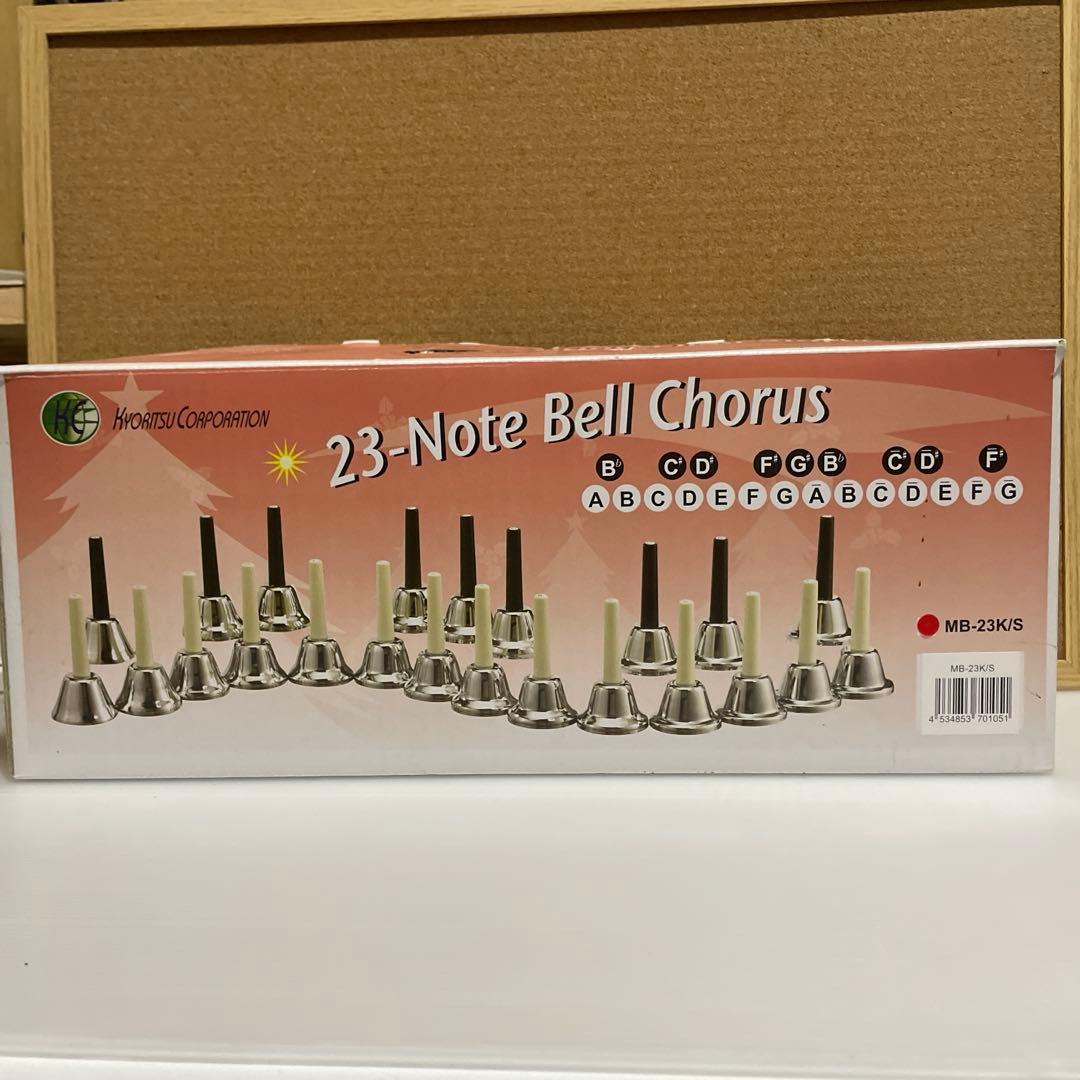 KC KYORITSU CORPORATION
23-Note Bell Chorus
B♭ C♯ D♯ F♯ G♯ B̄♭ C̄♯ D̄♯ F̄♯
A B C D E F G Ā B̄ C̄ D̄ Ē F̄ Ḡ
MB-23K/S
MB-23K/S
4 534853 701051